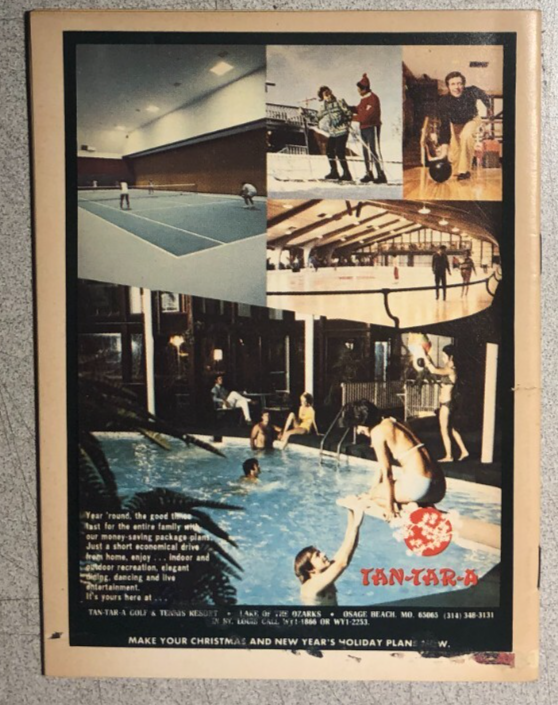 Year 'round, the good times
last for the entire family with
our money-saving package plans.
Just a short economical drive
from home, enjoy . . . indoor and
outdoor recreation, elegant
dining, dancing and live
entertainment.
It's yours here at . . .
TAN-TAR-A
TAN-TAR-A GOLF & TENNIS RESORT • LAKE OF THE OZARKS • OSAGE BEACH, MO. 65065 (314) 348-3131
IN ST. LOUIS CALL WY1-1866 OR WY1-2253.
MAKE YOUR CHRISTMAS AND NEW YEAR'S HOLIDAY PLANS NOW.